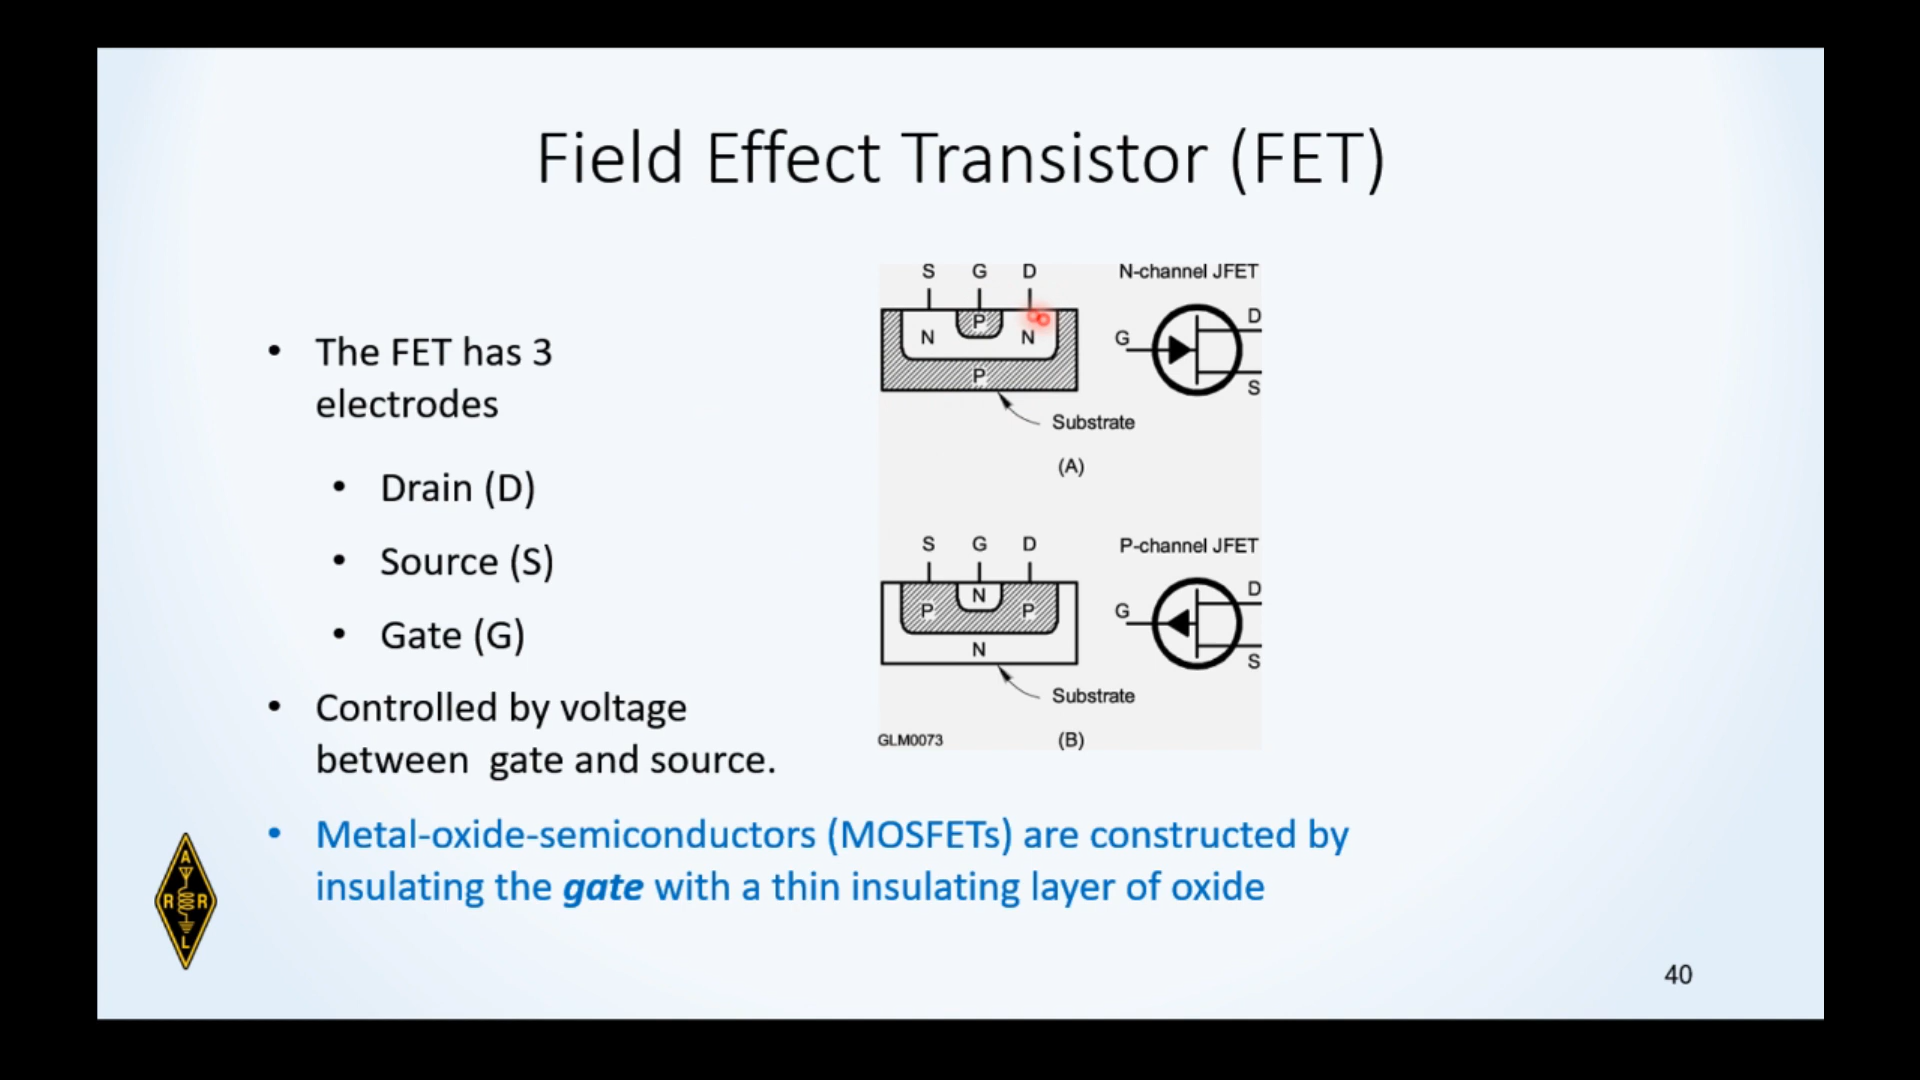 Field Effect Transistor (FET)
• The FET has 3
electrodes
• Drain (D)
• Source (S)
• Gate (G)
• Controlled by voltage
between gate and source.
• Metal-oxide-semiconductors (MOSFETs) are constructed by
insulating the gate with a thin insulating layer of oxide
S G D
N P N
P
Substrate
(A)
N-channel JFET
D
G
S
S G D
P N P
N
Substrate
(B)
P-channel JFET
D
G
S
GLM0073
A
R R
L
40